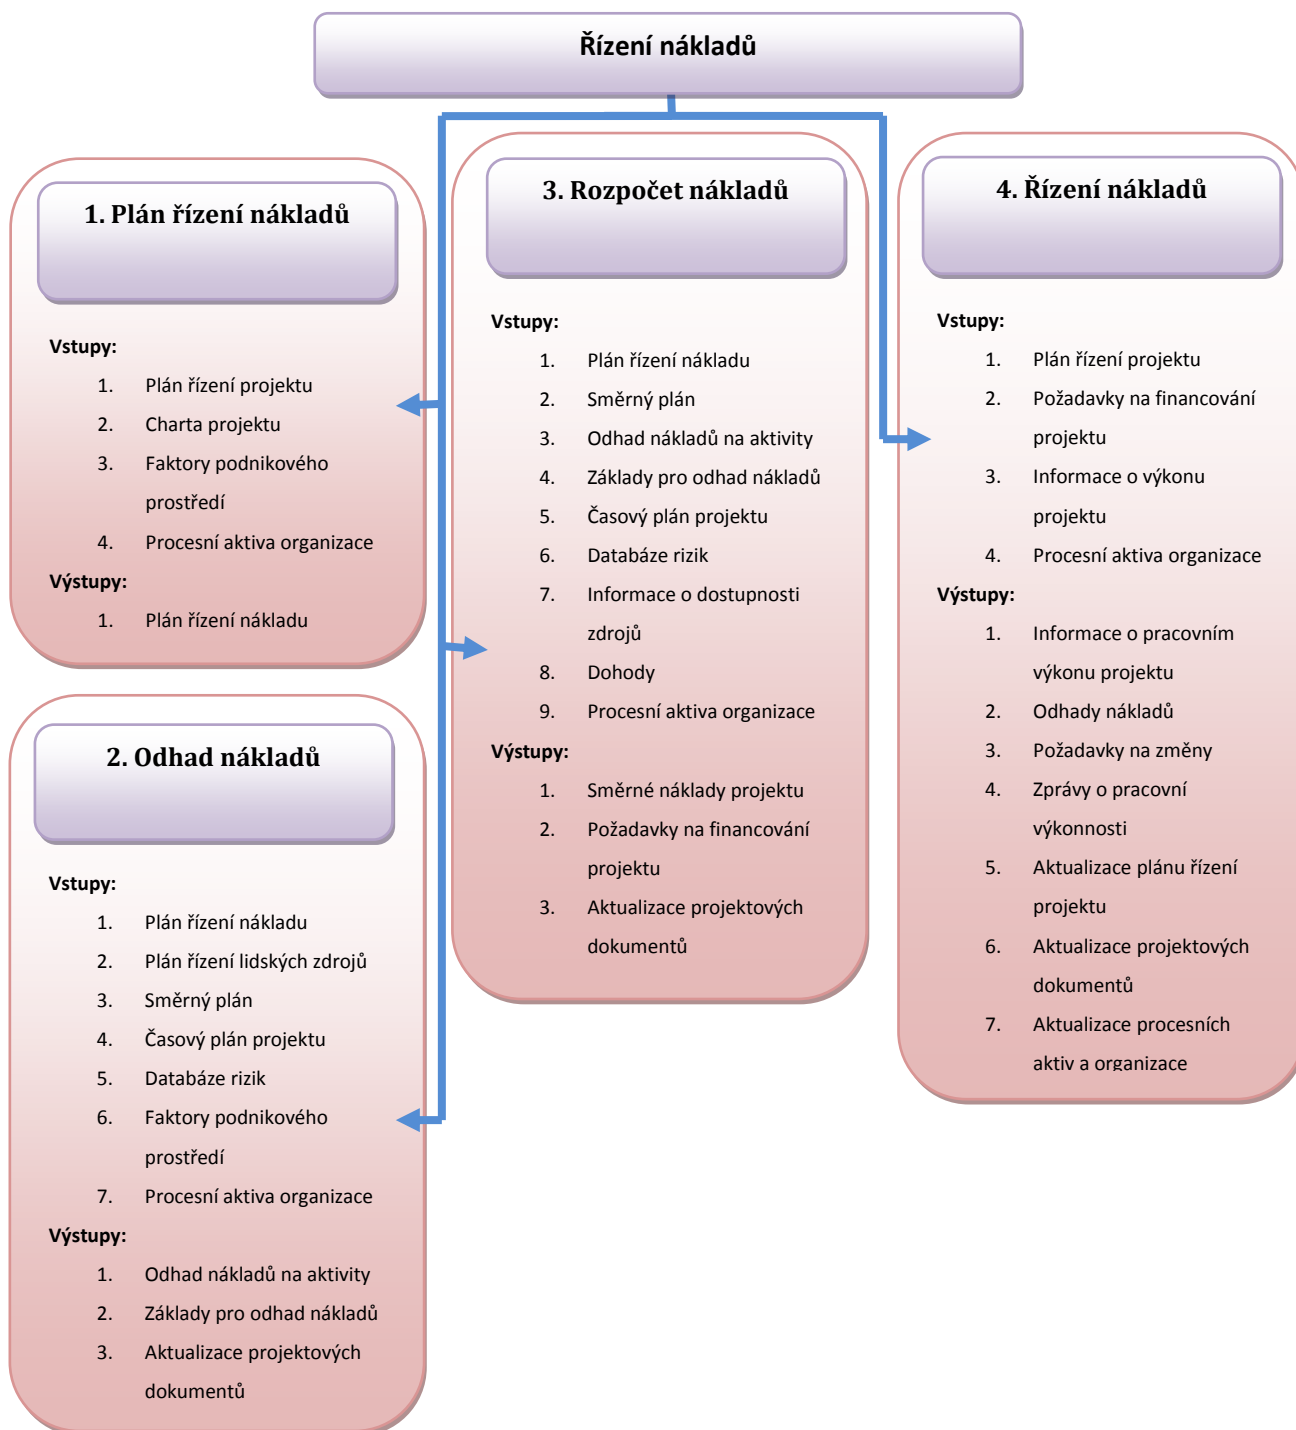 Řízení nákladů
1. Plán řízení nákladů
Vstupy:
1. Plán řízení projektu
2. Charta projektu
3. Faktory podnikového
prostředí
4. Procesní aktiva organizace
Výstupy:
1. Plán řízení nákladu
2. Odhad nákladů
Vstupy:
1. Plán řízení nákladu
2. Plán řízení lidských zdrojů
3. Směrný plán
4. Časový plán projektu
5. Databáze rizik
6. Faktory podnikového
prostředí
7. Procesní aktiva organizace
Výstupy:
1. Odhad nákladů na aktivity
2. Základy pro odhad nákladů
3. Aktualizace projektových
dokumentů
3. Rozpočet nákladů
Vstupy:
1. Plán řízení nákladu
2. Směrný plán
3. Odhad nákladů na aktivity
4. Základy pro odhad nákladů
5. Časový plán projektu
6. Databáze rizik
7. Informace o dostupnosti
zdrojů
8. Dohody
9. Procesní aktiva organizace
Výstupy:
1. Směrné náklady projektu
2. Požadavky na financování
projektu
3. Aktualizace projektových
dokumentů
4. Řízení nákladů
Vstupy:
1. Plán řízení projektu
2. Požadavky na financování
projektu
3. Informace o výkonu
projektu
4. Procesní aktiva organizace
Výstupy:
1. Informace o pracovním
výkonu projektu
2. Odhady nákladů
3. Požadavky na změny
4. Zprávy o pracovní
výkonnosti
5. Aktualizace plánu řízení
projektu
6. Aktualizace projektových
dokumentů
7. Aktualizace procesních
aktiv a organizace